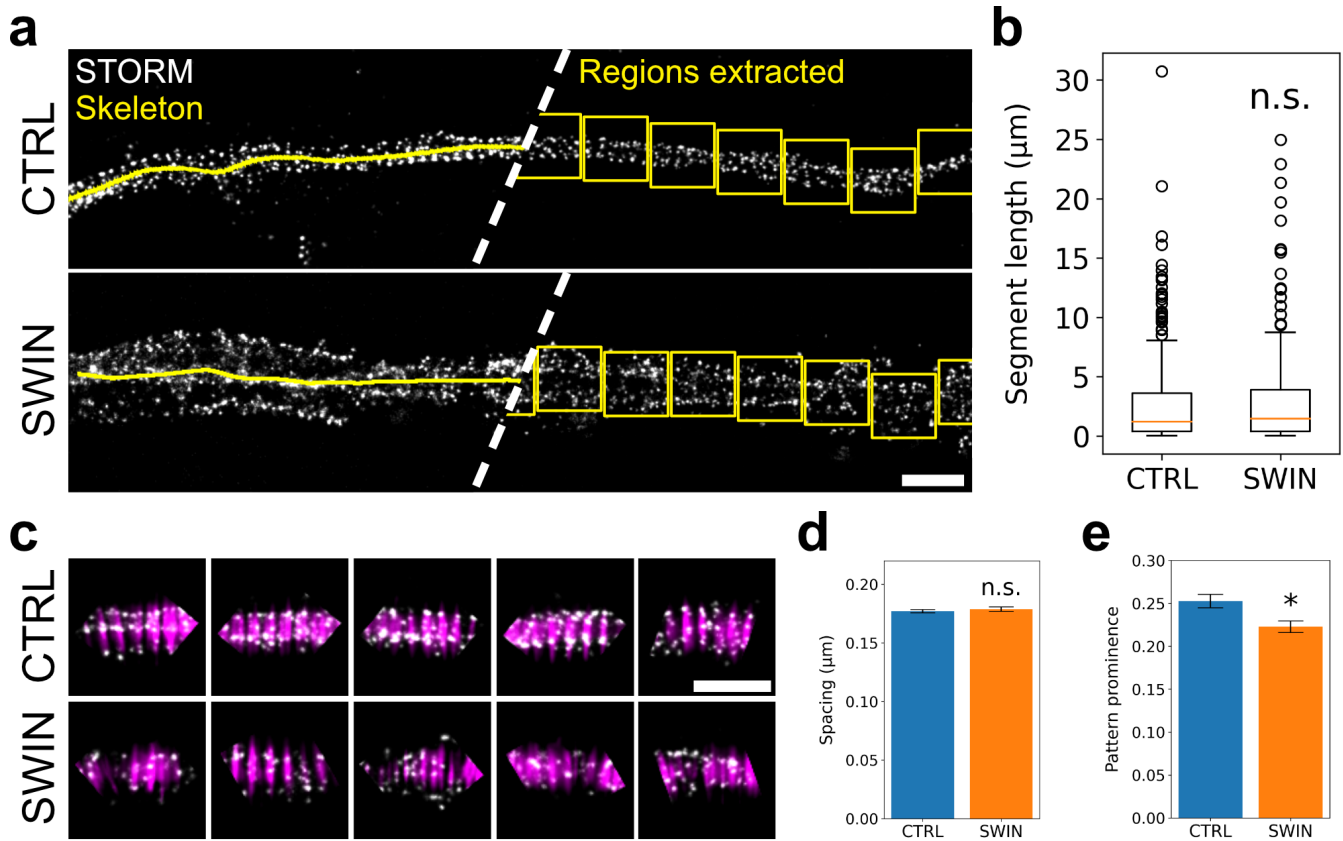 a
STORM
Skeleton
Regions extracted
CTRL
SWIN
b
n.s.
Segment length (μm)
30
25
20
15
10
5
0
CTRL
SWIN
c
CTRL
SWIN
d
n.s.
Spacing (μm)
0.20
0.15
0.10
0.05
0.00
CTRL
SWIN
e
*
Pattern prominence
0.30
0.25
0.20
0.15
0.10
0.05
0.00
CTRL
SWIN